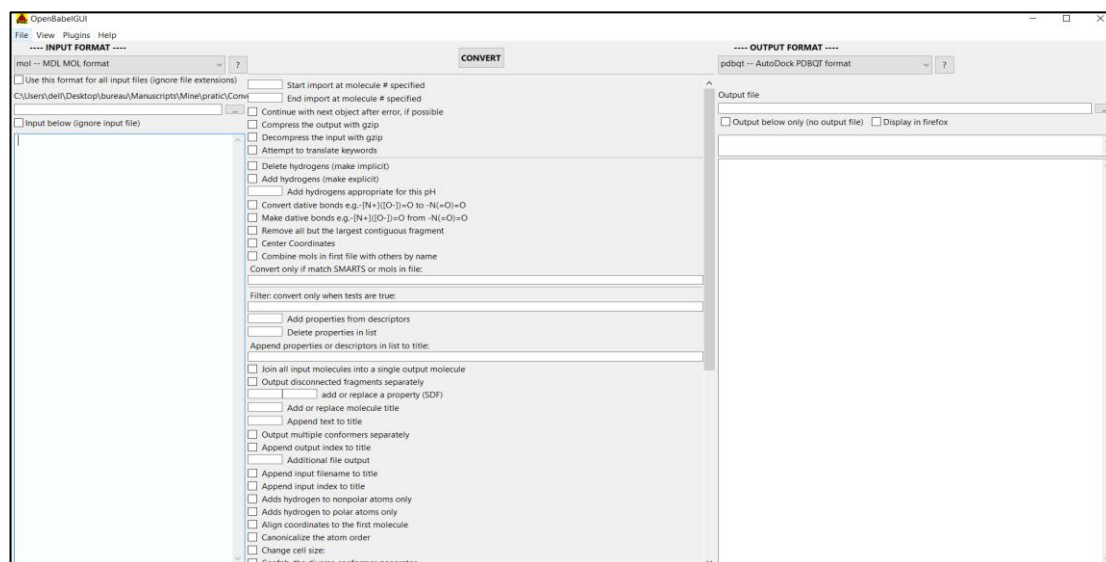 OpenBabelGUI
File View Plugins Help
---- INPUT FORMAT ----
mol -- MDL MOL format
?
Use this format for all input files (ignore file extensions)
C:\Users\dell\Desktop\bureau\Manuscripts\Mine\pratic\Conv
...
Input below (ignore input file)
CONVERT
Start import at molecule # specified
End import at molecule # specified
Continue with next object after error, if possible
Compress the output with gzip
Decompress the input with gzip
Attempt to translate keywords
Delete hydrogens (make implicit)
Add hydrogens (make explicit)
Add hydrogens appropriate for this pH
Convert dative bonds e.g.-[N+]([O-])=O to -N(=O)=O
Make dative bonds e.g.-[N+]([O-])=O from -N(=O)=O
Remove all but the largest contiguous fragment
Center Coordinates
Combine mols in first file with others by name
Convert only if match SMARTS or mols in file:
Filter: convert only when tests are true:
Add properties from descriptors
Delete properties in list
Append properties or descriptors in list to title:
Join all input molecules into a single output molecule
Output disconnected fragments separately
add or replace a property (SDF)
Add or replace molecule title
Append text to title
Output multiple conformers separately
Append output index to title
Additional file output
Append input filename to title
Append input index to title
Adds hydrogen to nonpolar atoms only
Adds hydrogen to polar atoms only
Align coordinates to the first molecule
Canonicalize the atom order
Change cell size:
---- OUTPUT FORMAT ----
pdbqt -- AutoDock PDBQT format
?
Output file
...
Output below only (no output file) Display in firefox